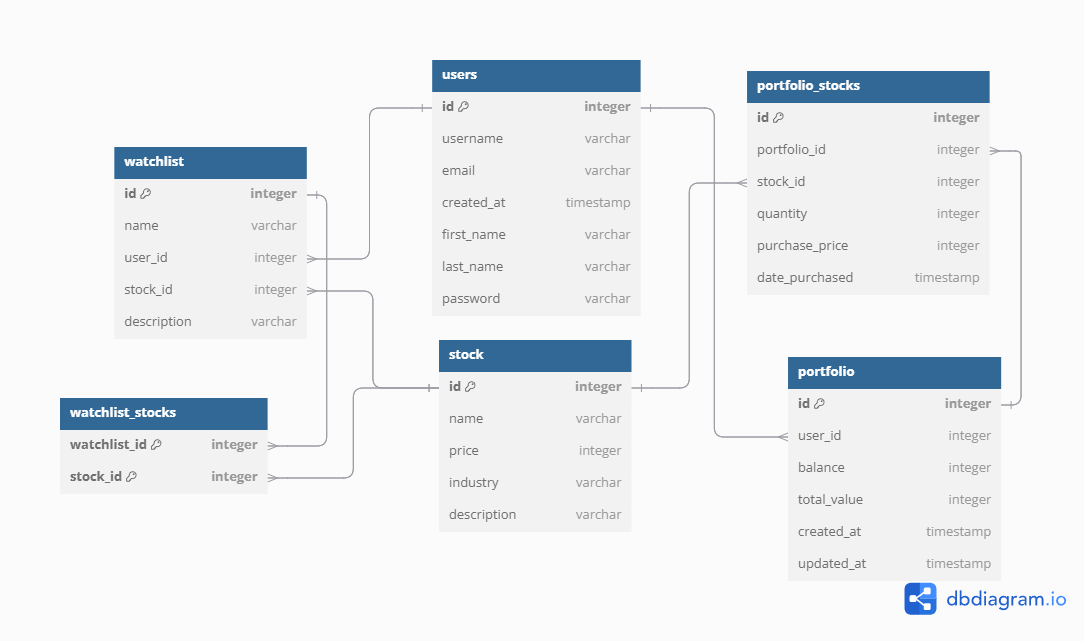 users
id integer
username varchar
email varchar
created_at timestamp
first_name varchar
last_name varchar
password varchar
portfolio_stocks
id integer
portfolio_id integer
stock_id integer
quantity integer
purchase_price integer
date_purchased timestamp
watchlist
id integer
name varchar
user_id integer
stock_id integer
description varchar
stock
id integer
name varchar
price integer
industry varchar
description varchar
portfolio
id integer
user_id integer
balance integer
total_value integer
created_at timestamp
updated_at timestamp
watchlist_stocks
watchlist_id integer
stock_id integer
dbdiagram.io